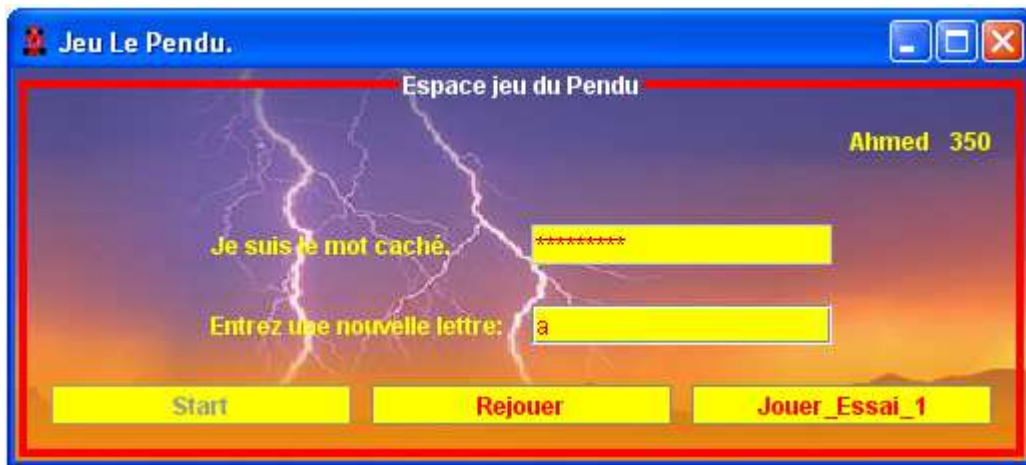 Jeu Le Pendu.
Espace jeu du Pendu
Ahmed 350
Je suis le mot caché. *********
Entrez une nouvelle lettre: a
Start Rejouer Jouer_Essai_1